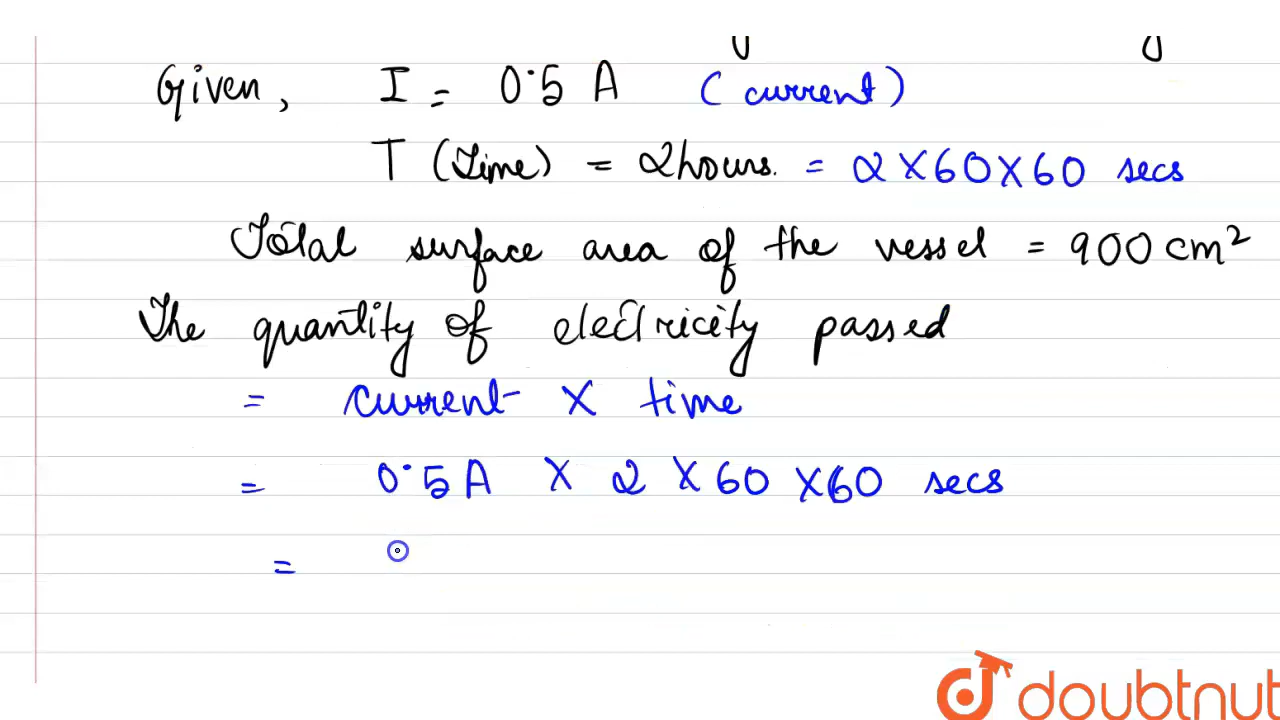 Given, I = 0.5 A (current)
T (Time) = 2 hours. = 2 X 60 X 60 secs
Total surface area of the vessel = 900 cm²
The quantity of electricity passed
= current X time
= 0.5 A X 2 X 60 X 60 secs
=
doubtnut